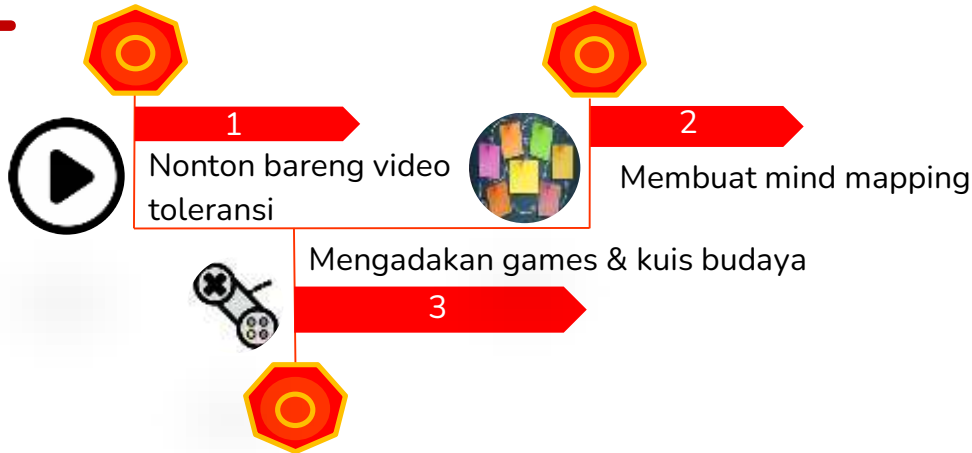 1
Nonton bareng video
toleransi
2
Membuat mind mapping
Mengadakan games & kuis budaya
3